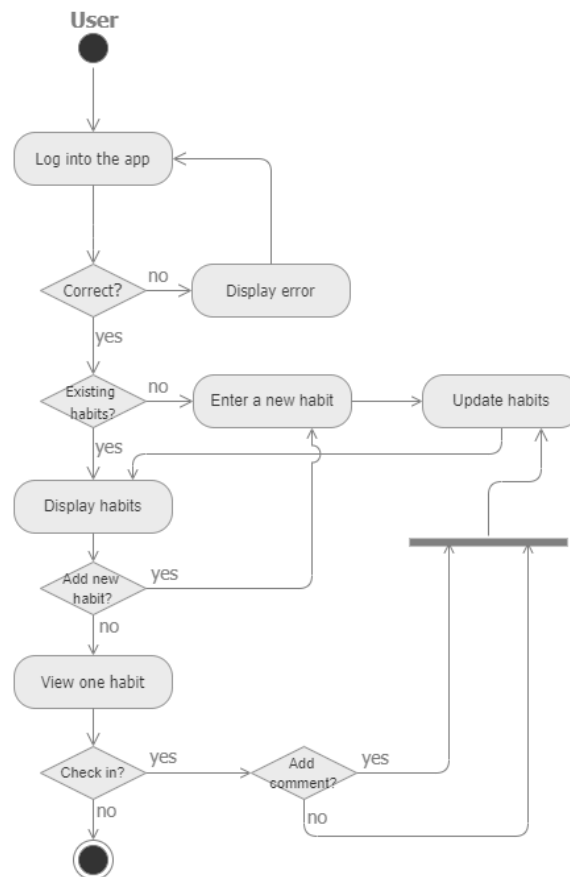 User
Log into the app
Correct?
no
Display error
yes
Existing
habits?
no
Enter a new habit
Update habits
yes
Display habits
Add new
habit?
yes
no
View one habit
Check in?
yes
Add
comment?
yes
no
no